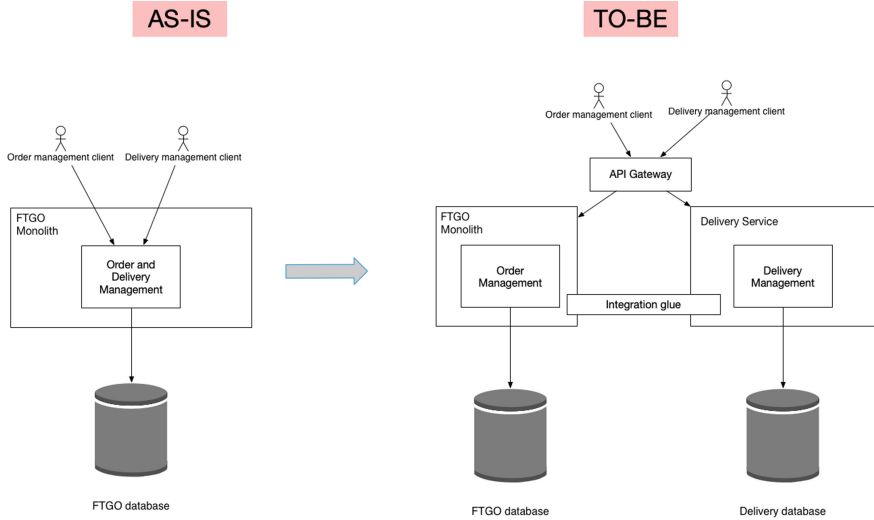 AS-IS
Order management client
Delivery management client
FTGO
Monolith
Order and
Delivery
Management
FTGO database
TO-BE
Order management client
Delivery management client
API Gateway
FTGO
Monolith
Order
Management
Integration glue
Delivery Service
Delivery
Management
FTGO database
Delivery database